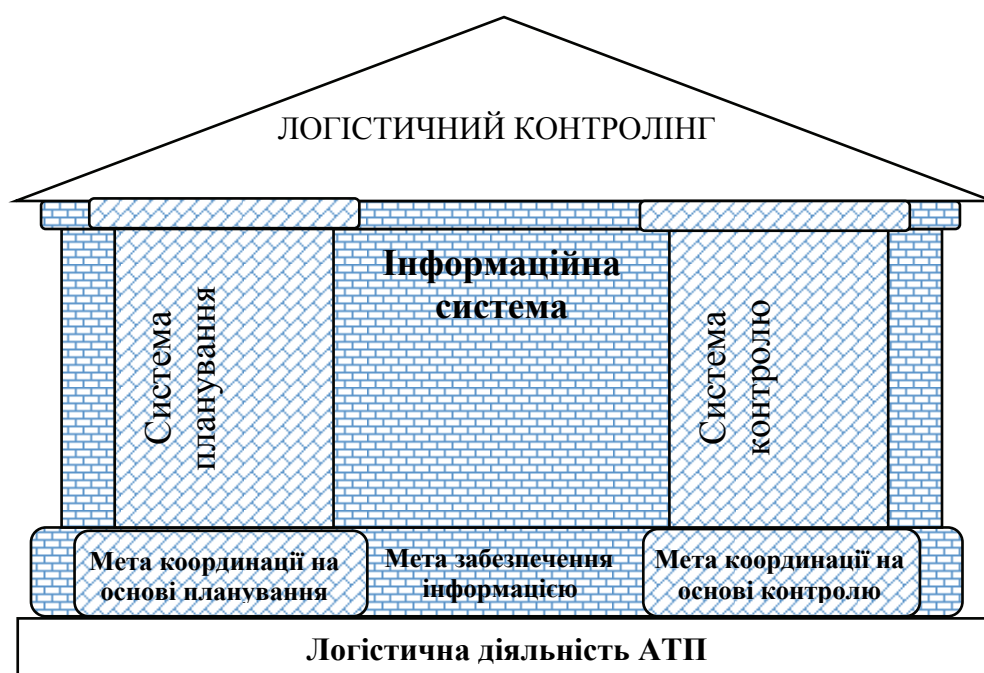 ЛОГІСТИЧНИЙ КОНТРОЛІНГ
Інформаційна
система
Система
планування
Система
контролю
Мета координації на
основі планування
Мета забезпечення
інформацією
Мета координації на
основі контролю
Логістична діяльність АТП